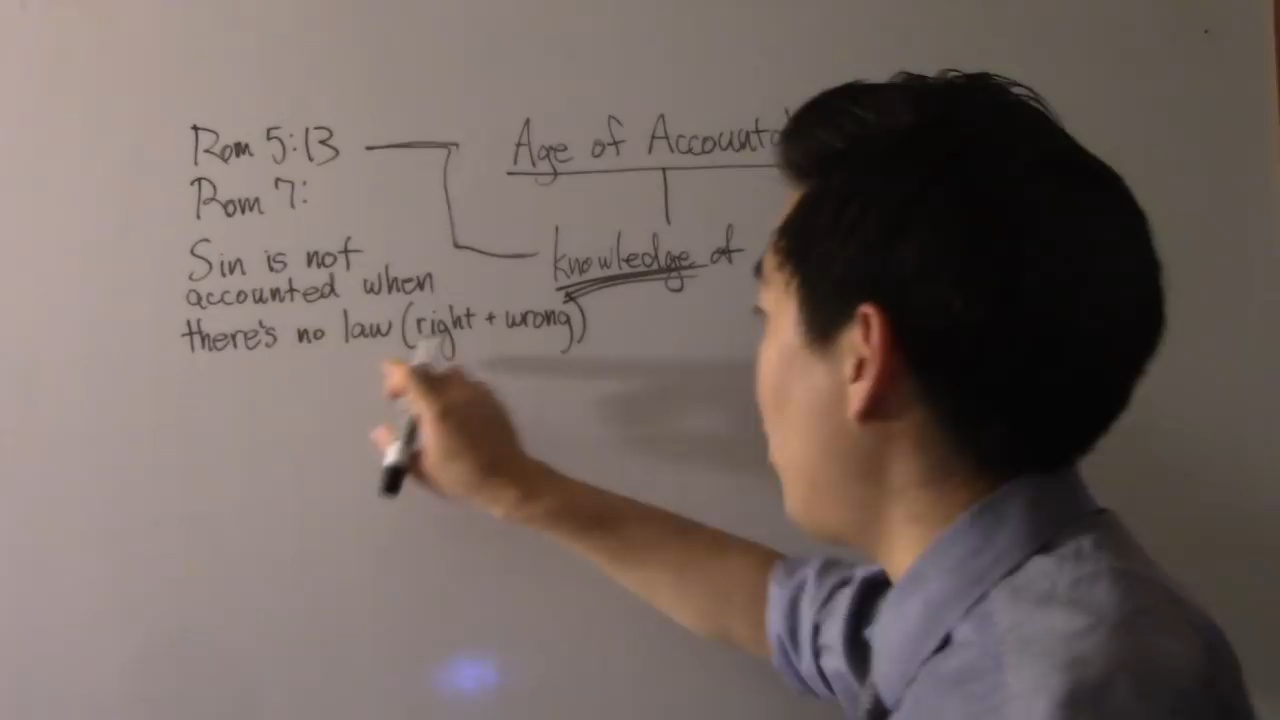 Rom 5:13
Rom 7:
Sin is not
accounted when
there's no law (right + wrong)
Age of Accounta
knowledge of